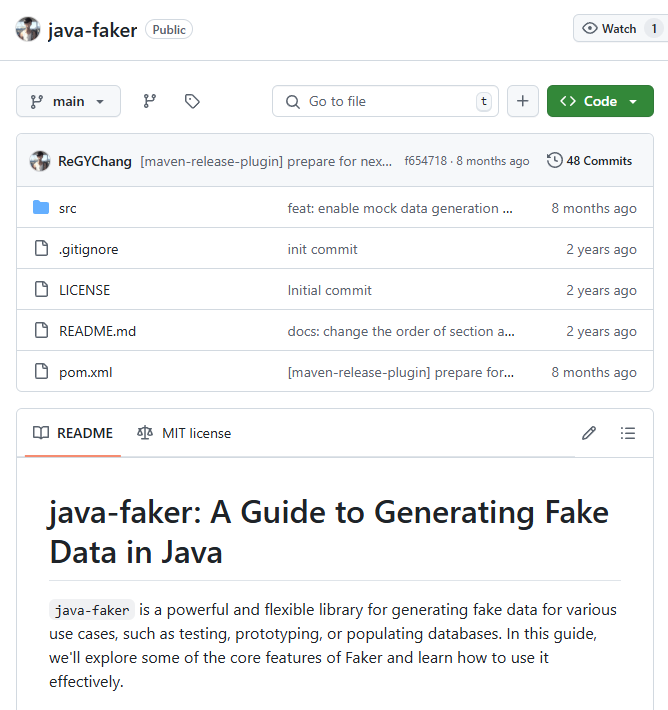 java-faker Public Watch 1
main Go to file t + Code
ReGYChang [maven-release-plugin] prepare for nex... f654718 · 8 months ago 48 Commits
src feat: enable mock data generation ... 8 months ago
.gitignore init commit 2 years ago
LICENSE Initial commit 2 years ago
README.md docs: change the order of section a... 2 years ago
pom.xml [maven-release-plugin] prepare for... 8 months ago
README MIT license
java-faker: A Guide to Generating Fake
Data in Java
java-faker is a powerful and flexible library for generating fake data for various
use cases, such as testing, prototyping, or populating databases. In this guide,
we'll explore some of the core features of Faker and learn how to use it
effectively.